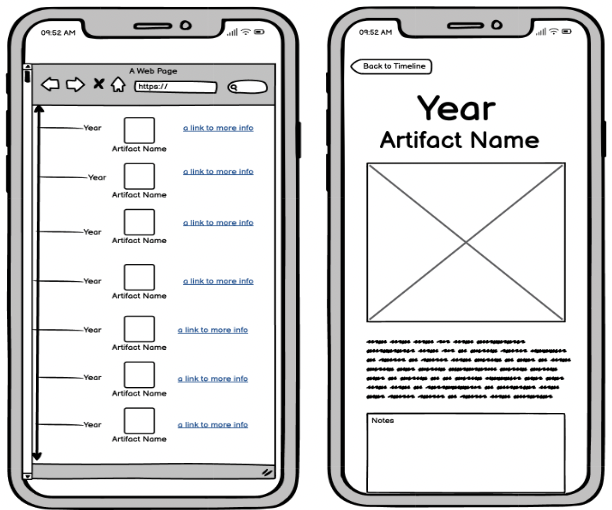 09:52 AM
A Web Page
https://
Year
Artifact Name
a link to more info
Year
Artifact Name
a link to more info
Year
Artifact Name
a link to more info
Year
Artifact Name
a link to more info
Year
Artifact Name
a link to more info
Year
Artifact Name
a link to more info
Year
Artifact Name
a link to more info
09:52 AM
Back to Timeline
Year
Artifact Name
Notes